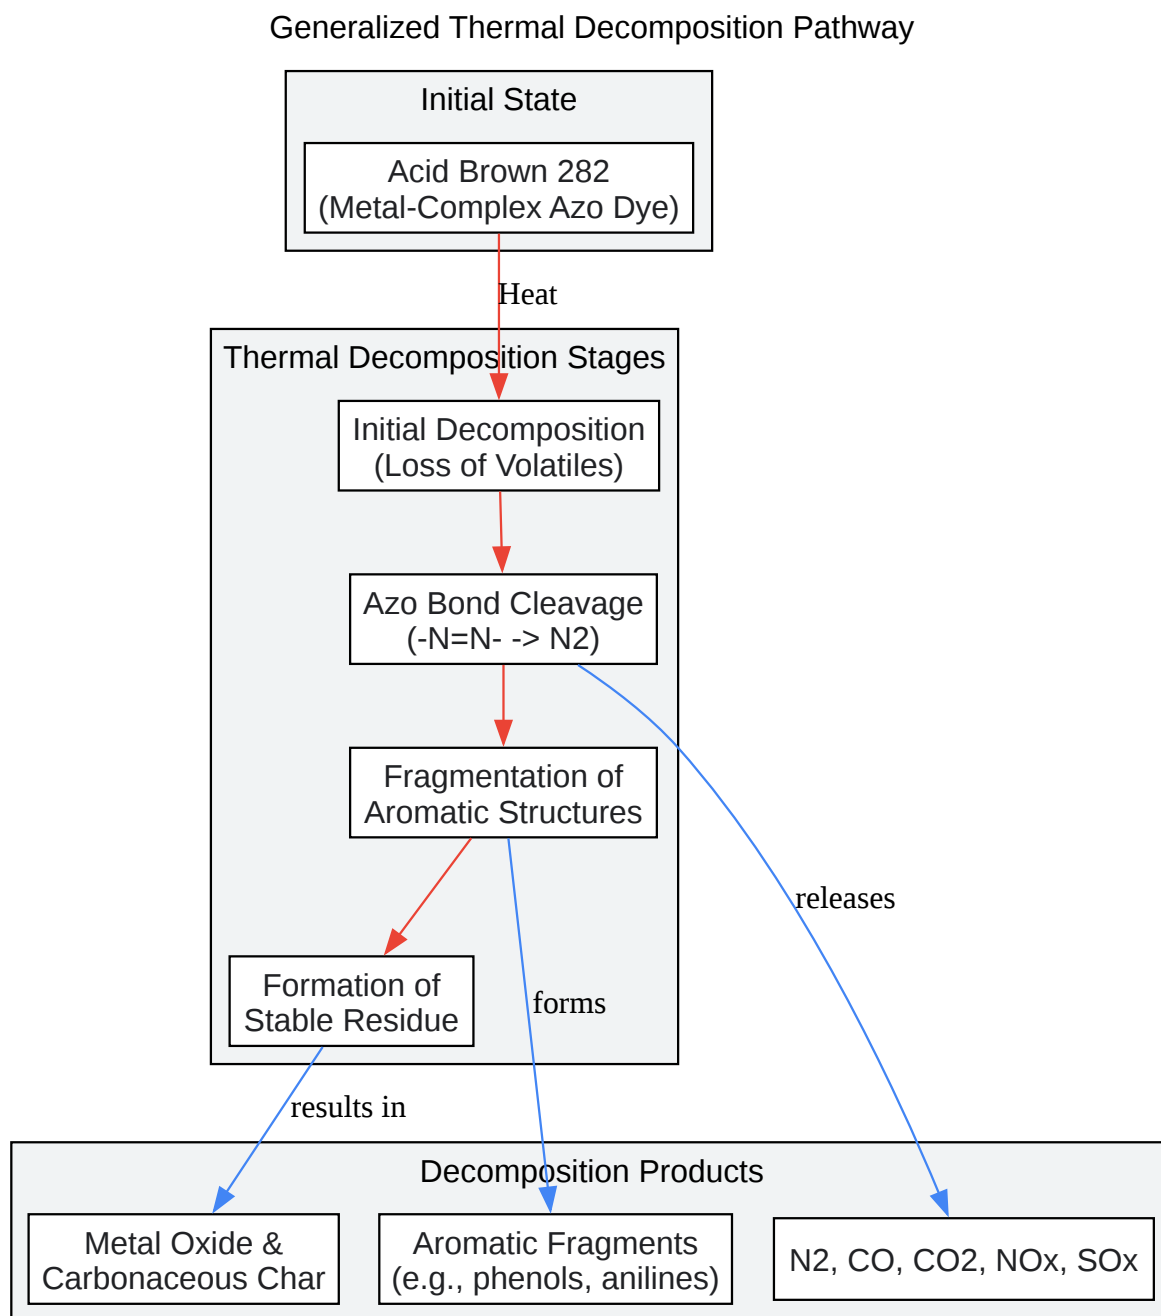 Generalized Thermal Decomposition Pathway
Initial State
Acid Brown 282
(Metal-Complex Azo Dye)
Heat
Thermal Decomposition Stages
Initial Decomposition
(Loss of Volatiles)
Azo Bond Cleavage
(-N=N- -> N2)
Fragmentation of
Aromatic Structures
releases
Formation of
Stable Residue
forms
results in
Decomposition Products
Metal Oxide &
Carbonaceous Char
Aromatic Fragments
(e.g., phenols, anilines)
N2, CO, CO2, NOx, SOx